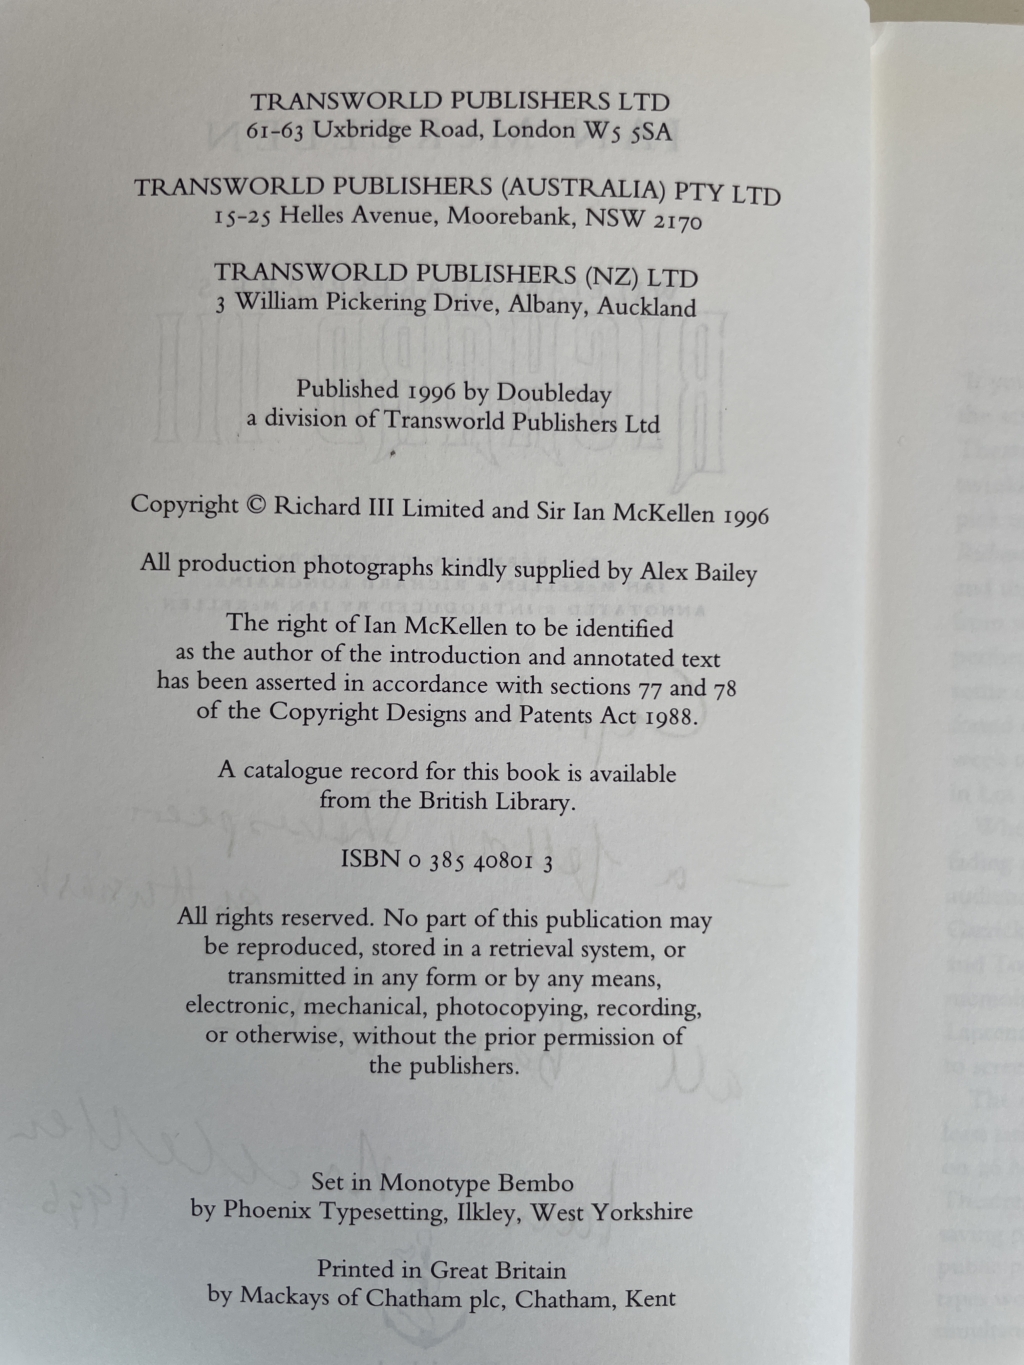 TRANSWORLD PUBLISHERS LTD
61-63 Uxbridge Road, London W5 5SA
TRANSWORLD PUBLISHERS (AUSTRALIA) PTY LTD
15-25 Helles Avenue, Moorebank, NSW 2170
TRANSWORLD PUBLISHERS (NZ) LTD
3 William Pickering Drive, Albany, Auckland
Published 1996 by Doubleday
a division of Transworld Publishers Ltd
Copyright © Richard III Limited and Sir Ian McKellen 1996
All production photographs kindly supplied by Alex Bailey
The right of Ian McKellen to be identified
as the author of the introduction and annotated text
has been asserted in accordance with sections 77 and 78
of the Copyright Designs and Patents Act 1988.
A catalogue record for this book is available
from the British Library.
ISBN 0 385 40801 3
All rights reserved. No part of this publication may
be reproduced, stored in a retrieval system, or
transmitted in any form or by any means,
electronic, mechanical, photocopying, recording,
or otherwise, without the prior permission of
the publishers.
Set in Monotype Bembo
by Phoenix Typesetting, Ilkley, West Yorkshire
Printed in Great Britain
by Mackays of Chatham plc, Chatham, Kent